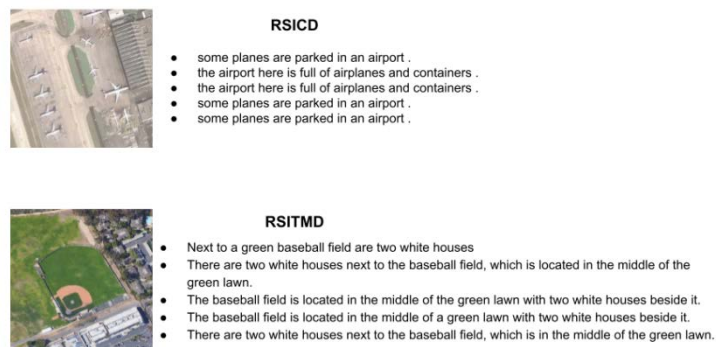 RSICD
● some planes are parked in an airport .
● the airport here is full of airplanes and containers .
● the airport here is full of airplanes and containers .
● some planes are parked in an airport .
● some planes are parked in an airport .
RSITMD
● Next to a green baseball field are two white houses
● There are two white houses next to the baseball field, which is located in the middle of the
green lawn.
● The baseball field is located in the middle of the green lawn with two white houses beside it.
● The baseball field is located in the middle of a green lawn with two white houses beside it.
● There are two white houses next to the baseball field, which is in the middle of the green lawn.